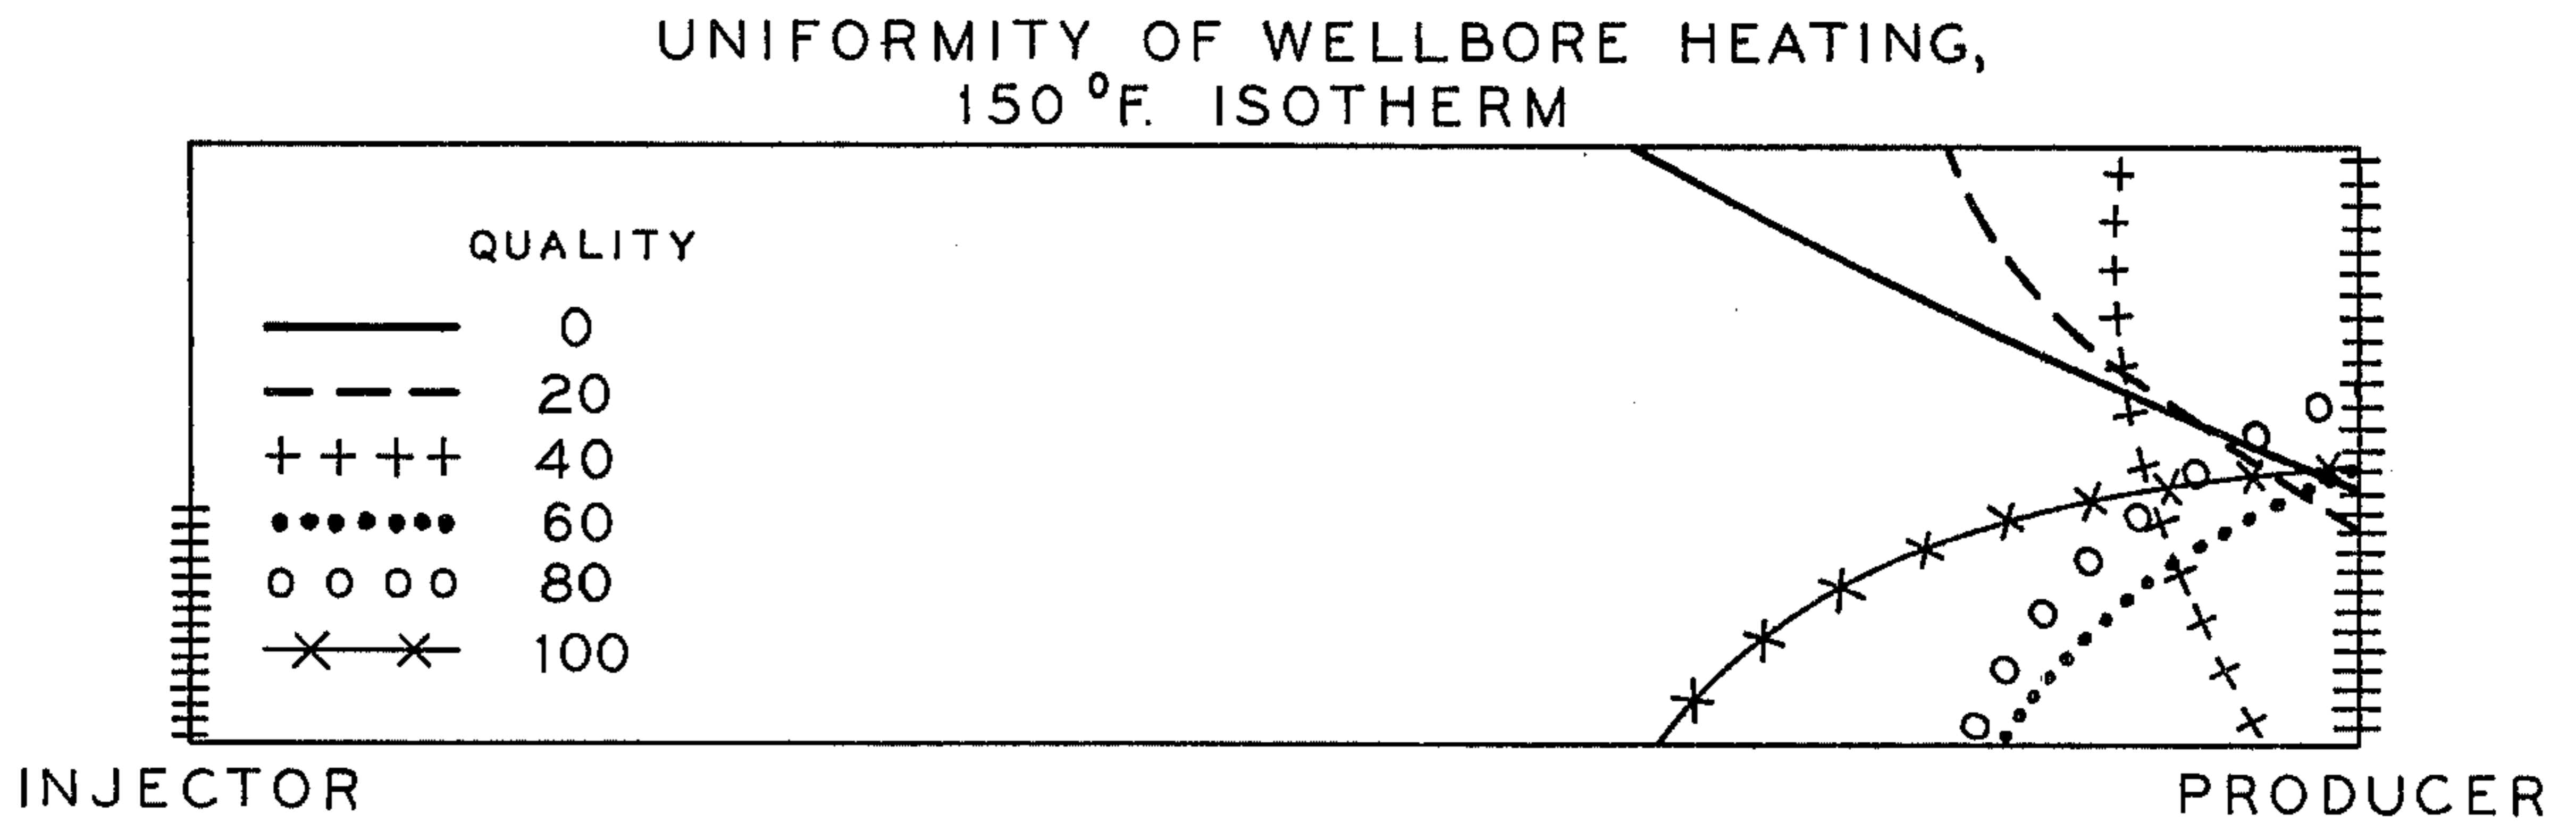 UNIFORMITY OF WELLBORE HEATING,
150 °F. ISOTHERM
QUALITY
0
20
40
60
80
100
INJECTOR
PRODUCER